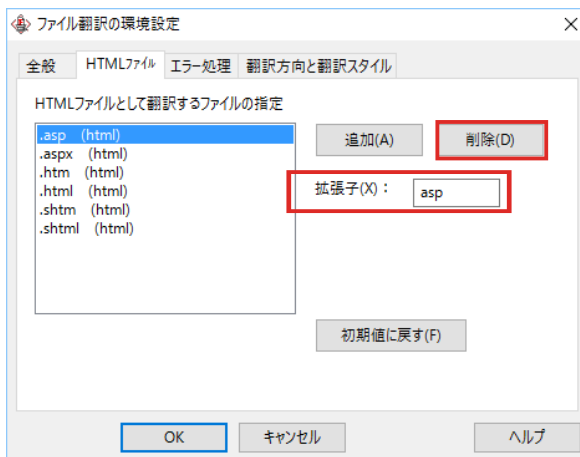 ファイル翻訳の環境設定
全般 HTMLファイル エラー処理 翻訳方向と翻訳スタイル
HTMLファイルとして翻訳するファイルの指定
.asp (html)
.aspx (html)
.htm (html)
.html (html)
.shtm (html)
.shtml (html)
追加(A) 削除(D)
拡張子(X)： asp
初期値に戻す(F)
OK キャンセル ヘルプ